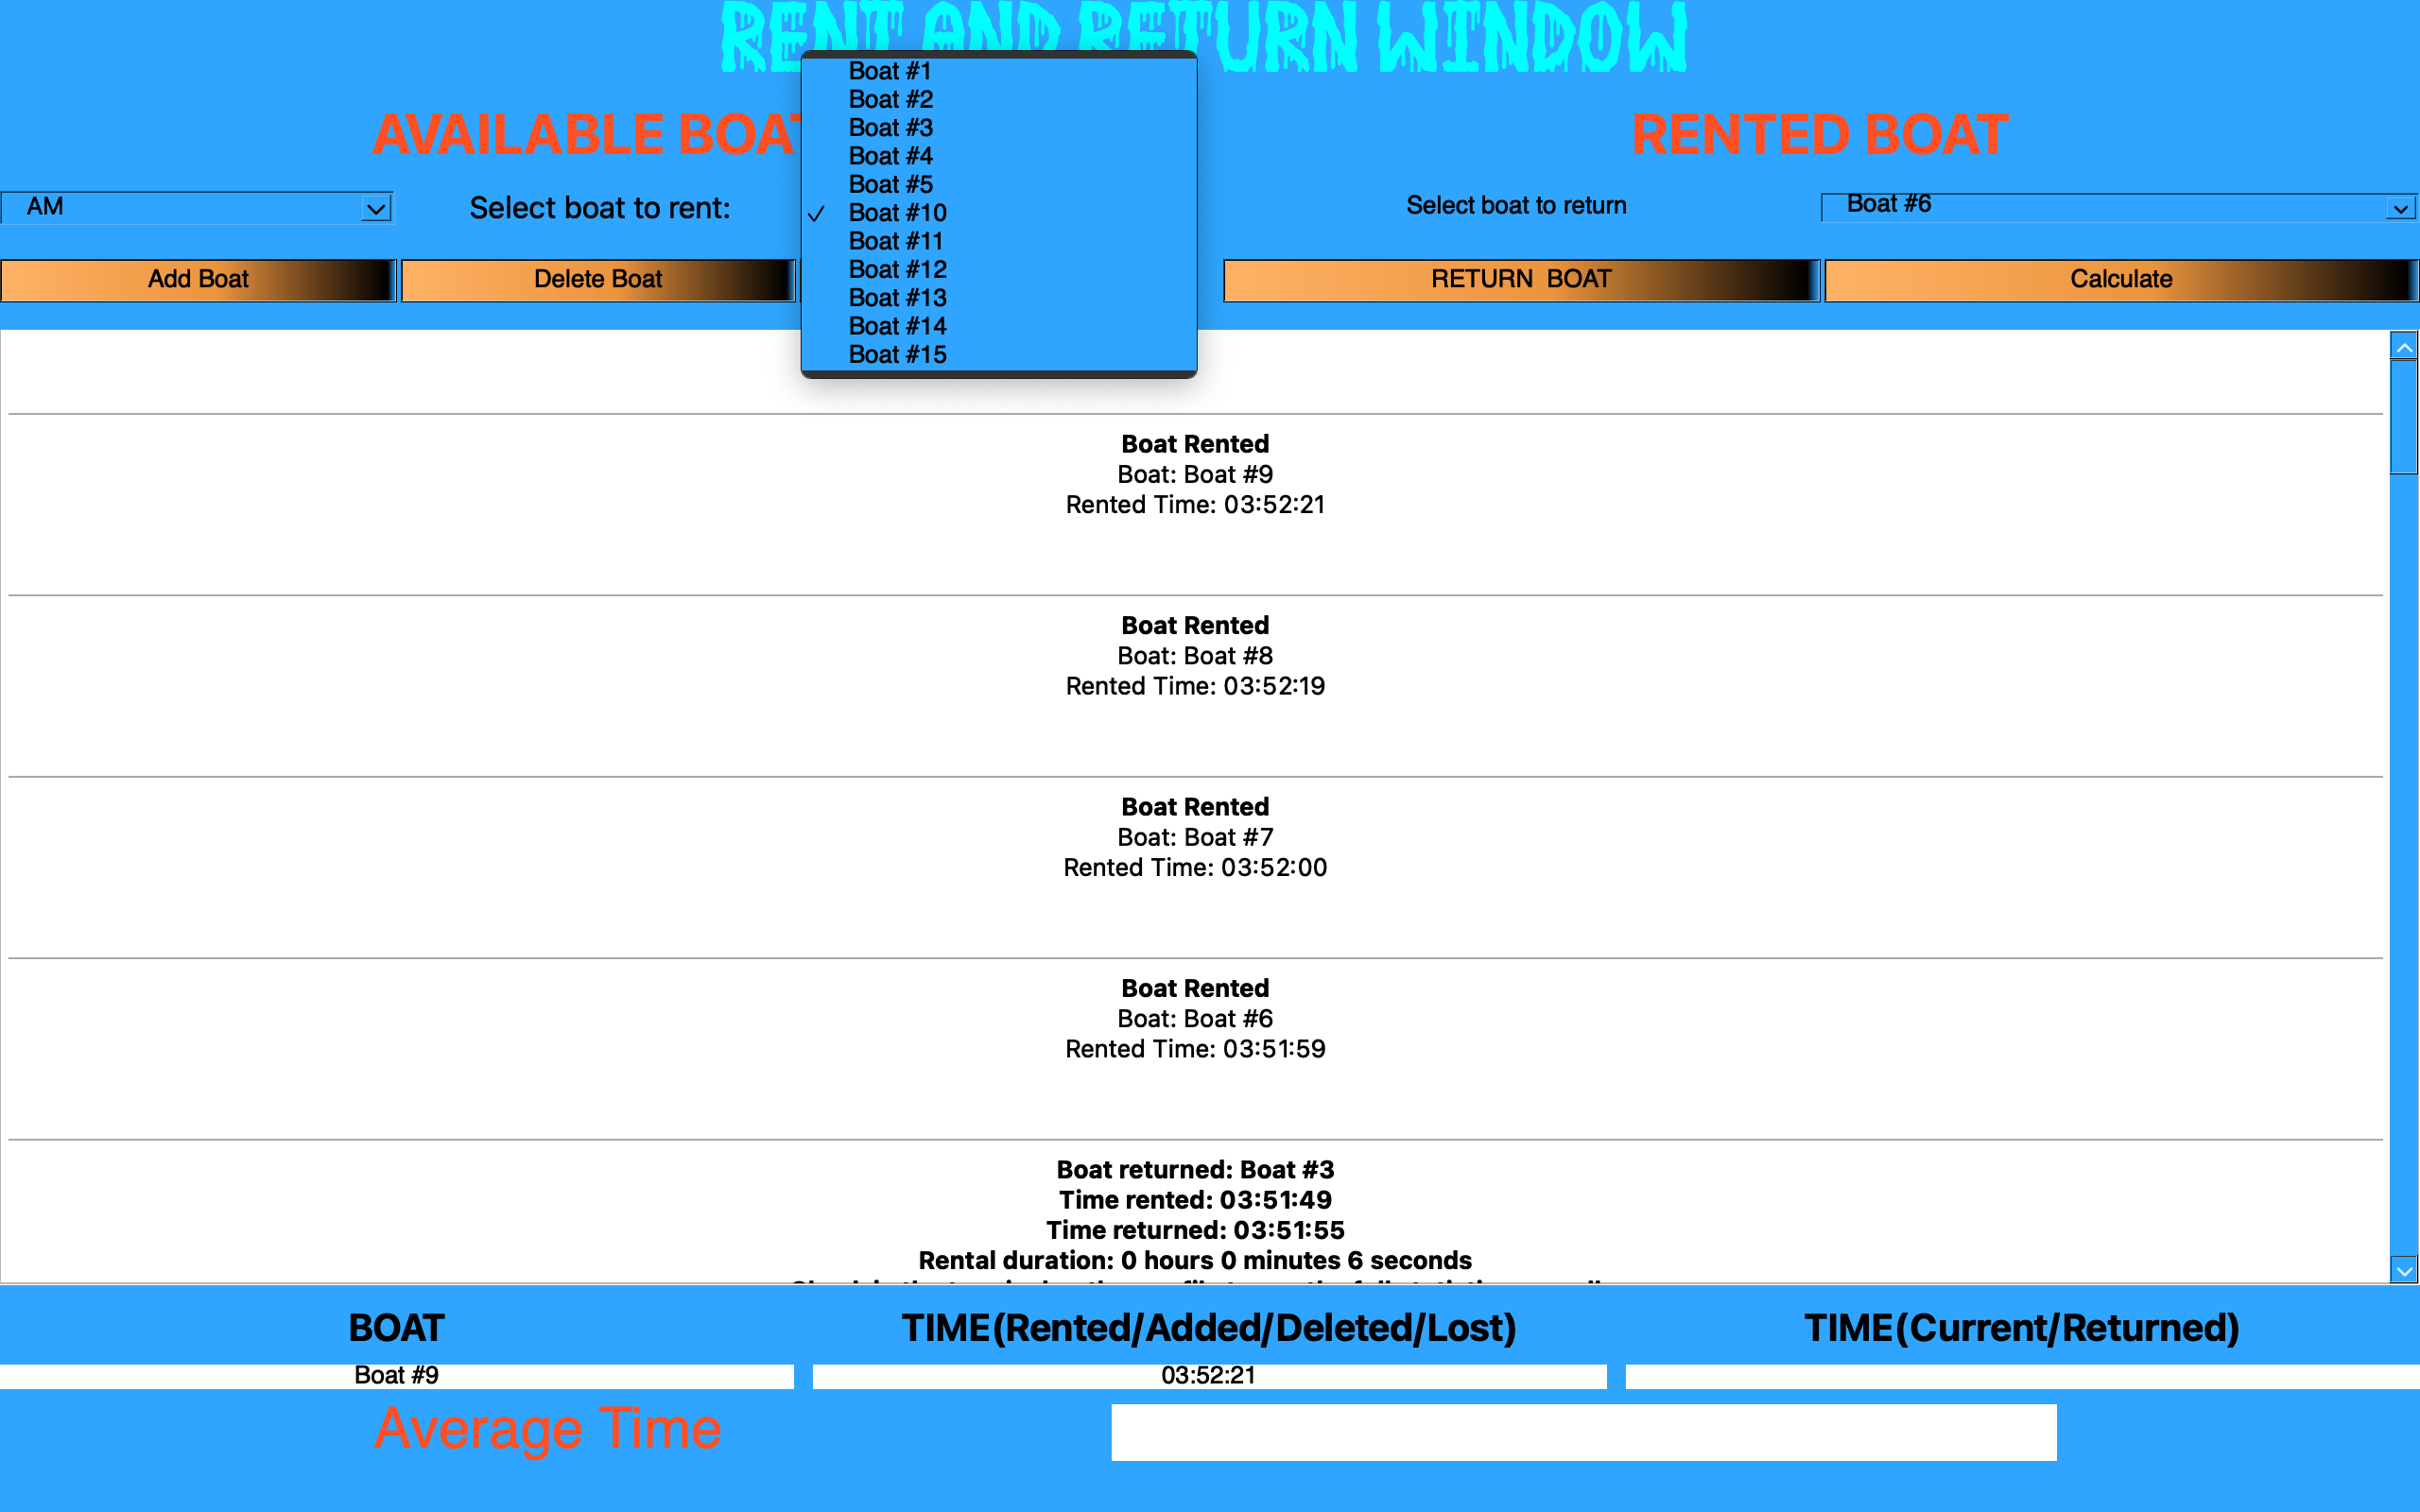 RENT AND RETURN WINDOW
AVAILABLE BOAT
RENTED BOAT
AM
Select boat to rent:
Boat #1
Boat #2
Boat #3
Boat #4
Boat #5
✓ Boat #10
Boat #11
Boat #12
Boat #13
Boat #14
Boat #15
Select boat to return
Boat #6
Add Boat
Delete Boat
RETURN BOAT
Calculate
Boat Rented
Boat: Boat #9
Rented Time: 03:52:21
Boat Rented
Boat: Boat #8
Rented Time: 03:52:19
Boat Rented
Boat: Boat #7
Rented Time: 03:52:00
Boat Rented
Boat: Boat #6
Rented Time: 03:51:59
Boat returned: Boat #3
Time rented: 03:51:49
Time returned: 03:51:55
Rental duration: 0 hours 0 minutes 6 seconds
BOAT
TIME(Rented/Added/Deleted/Lost)
TIME(Current/Returned)
Boat #9
03:52:21
Average Time